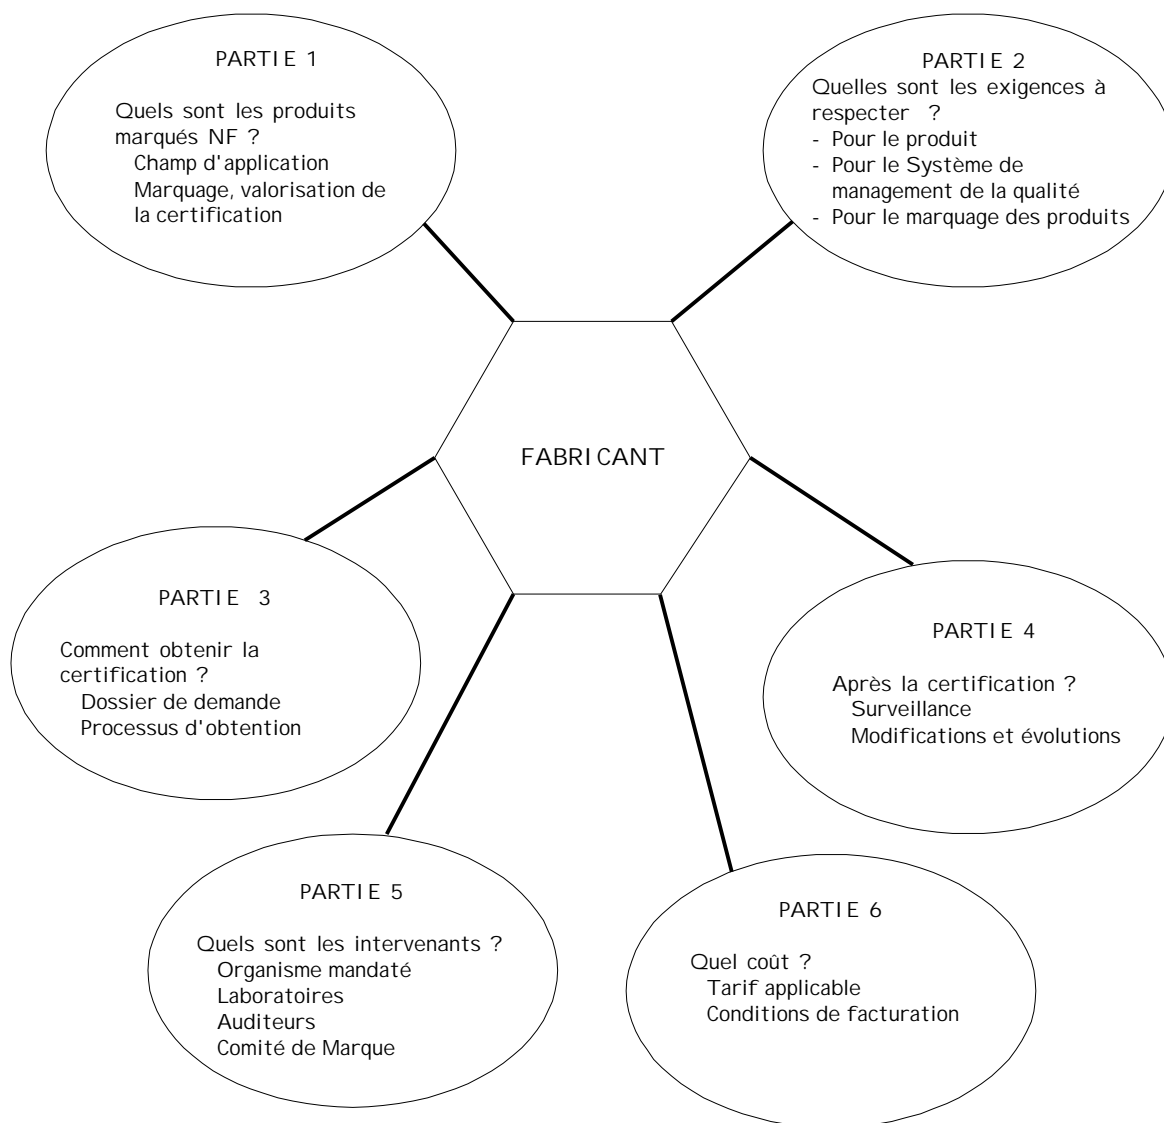 PARTIE 1
Quels sont les produits
marqués NF ?
Champ d'application
Marquage, valorisation de
la certification
PARTIE 2
Quelles sont les exigences à
respecter ?
- Pour le produit
- Pour le Système de
management de la qualité
- Pour le marquage des produits
FABRICANT
PARTIE 3
Comment obtenir la
certification ?
Dossier de demande
Processus d'obtention
PARTIE 4
Après la certification ?
Surveillance
Modifications et évolutions
PARTIE 5
Quels sont les intervenants ?
Organisme mandaté
Laboratoires
Auditeurs
Comité de Marque
PARTIE 6
Quel coût ?
Tarif applicable
Conditions de facturation